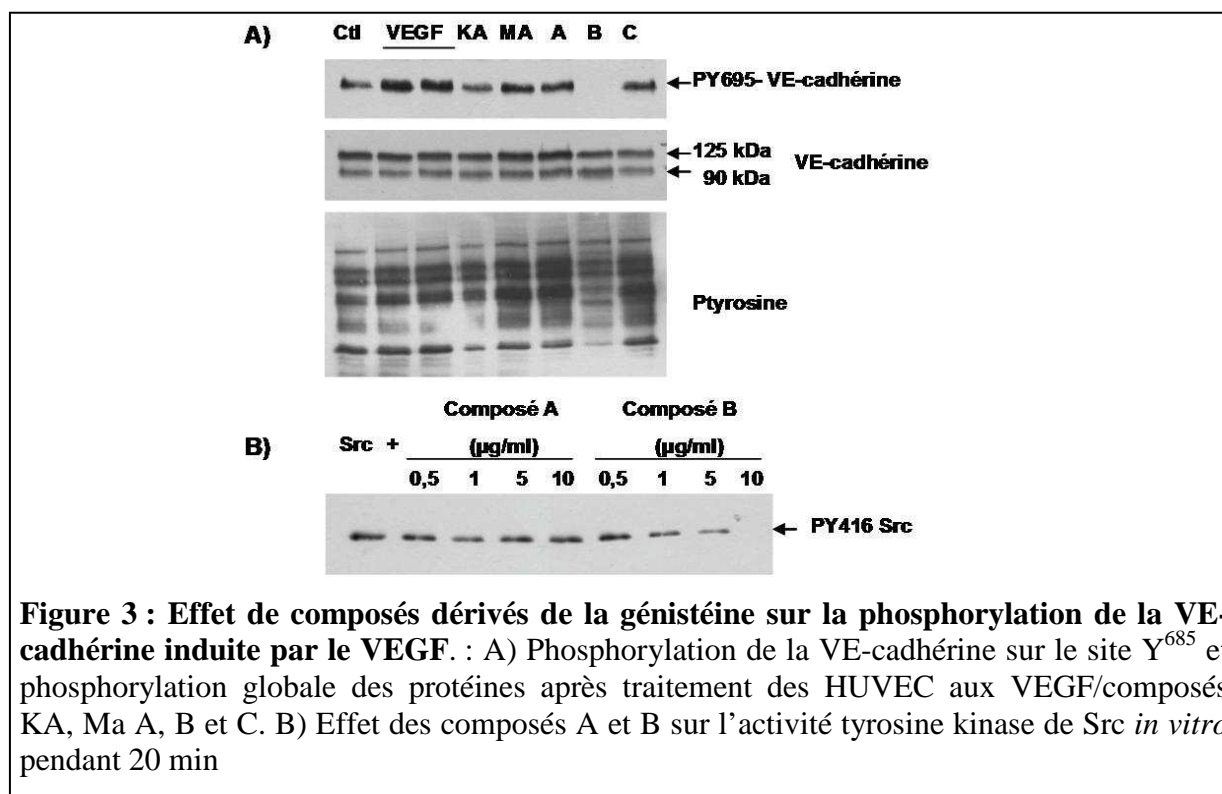 A) Ctl VEGF KA MA A B C
PY695- VE-cadhérine
125 kDa
VE-cadhérine
90 kDa
Ptyrosine
Composé A Composé B
B) Src + (µg/ml) (µg/ml)
0,5 1 5 10 0,5 1 5 10
PY416 Src
Figure 3 : Effet de composés dérivés de la génistéine sur la phosphorylation de la VE-
cadhérine induite par le VEGF. : A) Phosphorylation de la VE-cadhérine sur le site Y685 et
phosphorylation globale des protéines après traitement des HUVEC aux VEGF/composés
KA, Ma A, B et C. B) Effet des composés A et B sur l’activité tyrosine kinase de Src in vitro
pendant 20 min